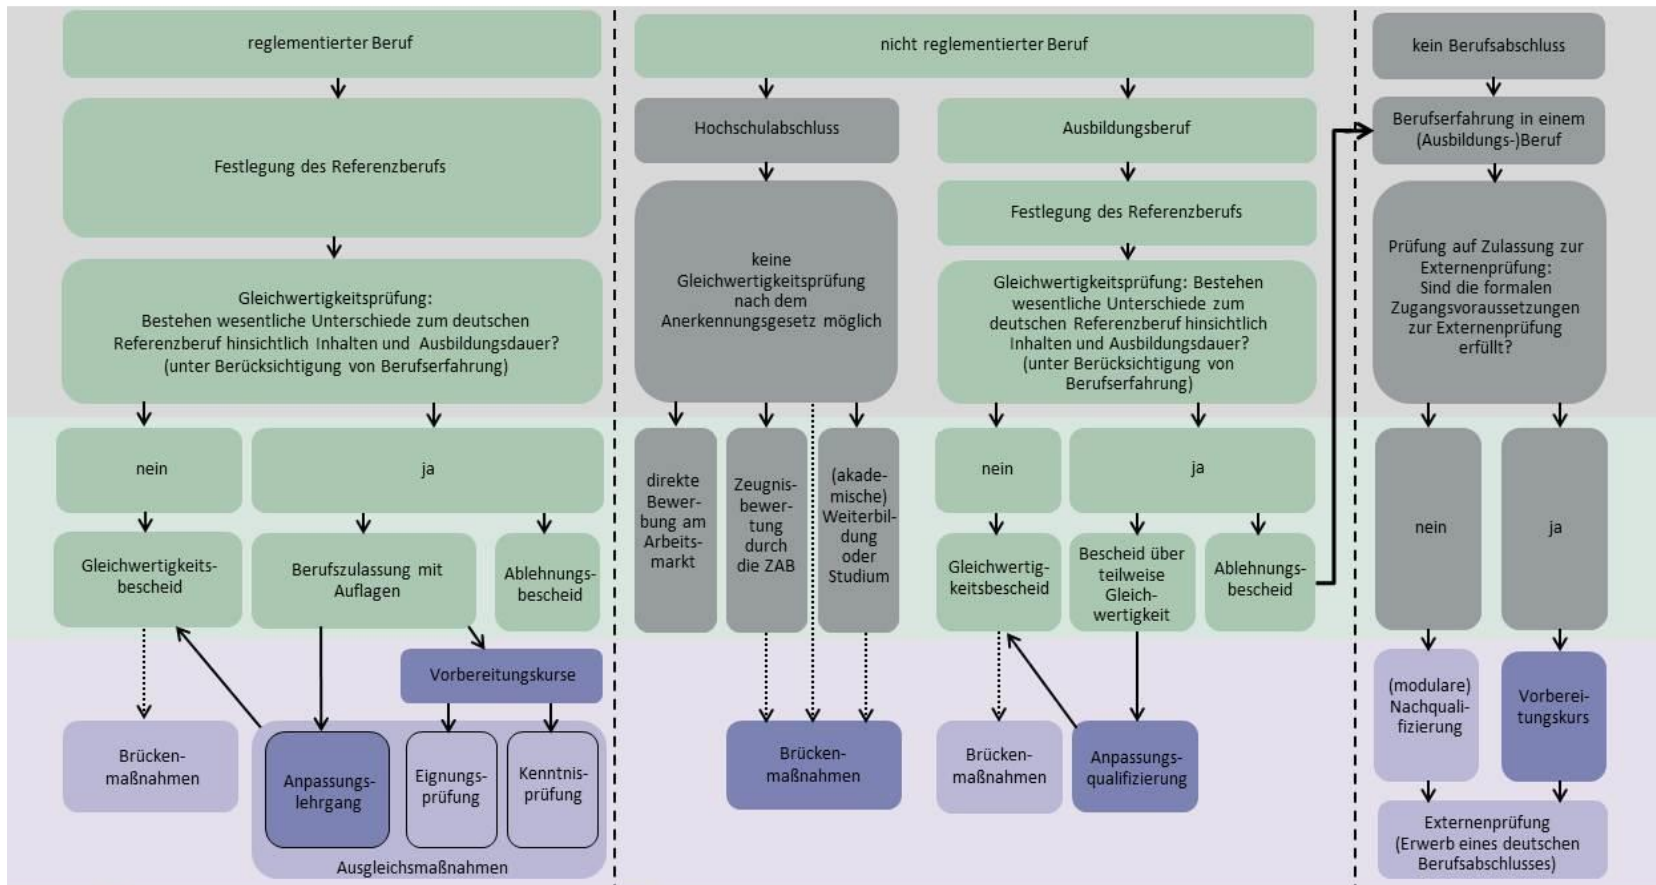 reglementierter Beruf
Festlegung des Referenzberufs
Gleichwertigkeitsprüfung:
Bestehen wesentliche Unterschiede zum deutschen
Referenzberuf hinsichtlich Inhalten und Ausbildungsdauer?
(unter Berücksichtigung von Berufserfahrung)
nein
ja
Gleichwertigkeits-
bescheid
Berufszulassung mit
Auflagen
Ablehnungs-
bescheid
Vorbereitungskurse
Brücken-
maßnahmen
Anpassungs-
lehrgang
Eignungs-
prüfung
Kenntnis-
prüfung
Ausgleichsmaßnahmen
nicht reglementierter Beruf
Hochschulabschluss
keine
Gleichwertigkeitsprüfung
nach dem
Anerkennungsgesetz möglich
direkte
Bewer-
bung am
Arbeits-
markt
Zeugnis-
bewer-
tung
durch
die ZAB
(akade-
mische)
Weiterbil-
dung
oder
Studium
Brücken-
maßnahmen
Ausbildungsberuf
Festlegung des Referenzberufs
Gleichwertigkeitsprüfung: Bestehen
wesentliche Unterschiede zum
deutschen Referenzberuf hinsichtlich
Inhalten und Ausbildungsdauer?
(unter Berücksichtigung von
Berufserfahrung)
nein
ja
Gleichwertig-
keitsbescheid
Bescheid über
teilweise
Gleich-
wertigkeit
Ablehnungs-
bescheid
Brücken-
maßnahmen
Anpassungs-
qualifizierung
kein Berufsabschluss
Berufserfahrung in einem
(Ausbildungs-)Beruf
Prüfung auf Zulassung zur
Externenprüfung:
Sind die formalen
Zugangsvoraussetzungen
zur Externenprüfung
erfüllt?
nein
ja
(modulare)
Nachquali-
fizierung
Vorberei-
tungskurs
Externenprüfung
(Erwerb eines deutschen
Berufsabschlusses)